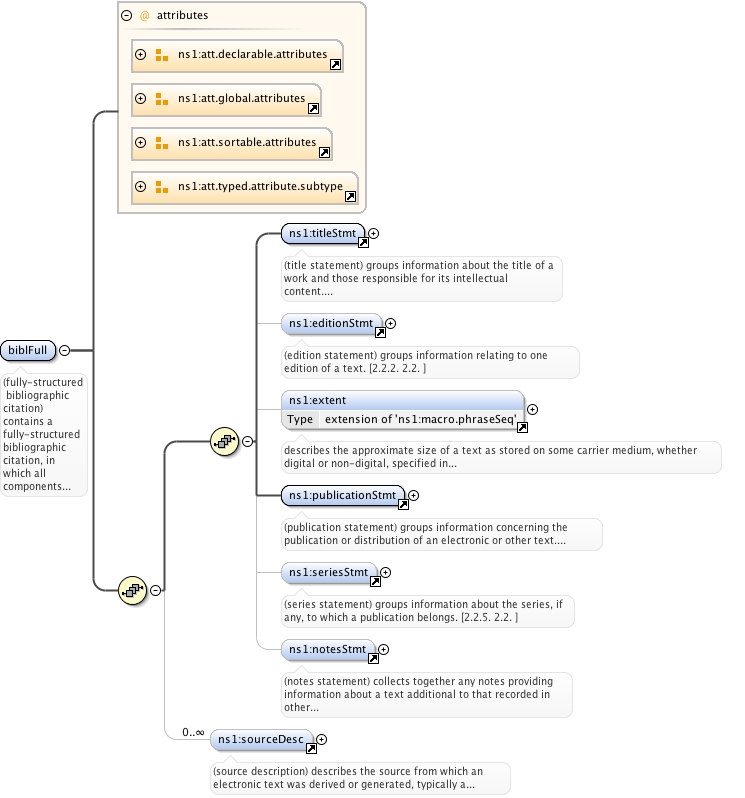 attributes
ns1:att.declarable.attributes
ns1:att.global.attributes
ns1:att.sortable.attributes
ns1:att.typed.attribute.subtype
biblFull
(fully-structured
bibliographic
citation)
contains a
fully-structured
bibliographic
citation, in
which all
components...
ns1:titleStmt
(title statement) groups information about the title of a
work and those responsible for its intellectual
content....
ns1:editionStmt
(edition statement) groups information relating to one
edition of a text. [2.2.2. 2.2. ]
ns1:extent
Type extension of 'ns1:macro.phraseSeq'
describes the approximate size of a text as stored on some carrier medium, whether
digital or non-digital, specified in...
ns1:publicationStmt
(publication statement) groups information concerning the
publication or distribution of an electronic or other text....
ns1:seriesStmt
(series statement) groups information about the series, if
any, to which a publication belongs. [2.2.5. 2.2. ]
ns1:notesStmt
(notes statement) collects together any notes providing
information about a text additional to that recorded in
other...
0..∞
ns1:sourceDesc
(source description) describes the source from which an
electronic text was derived or generated, typically a...